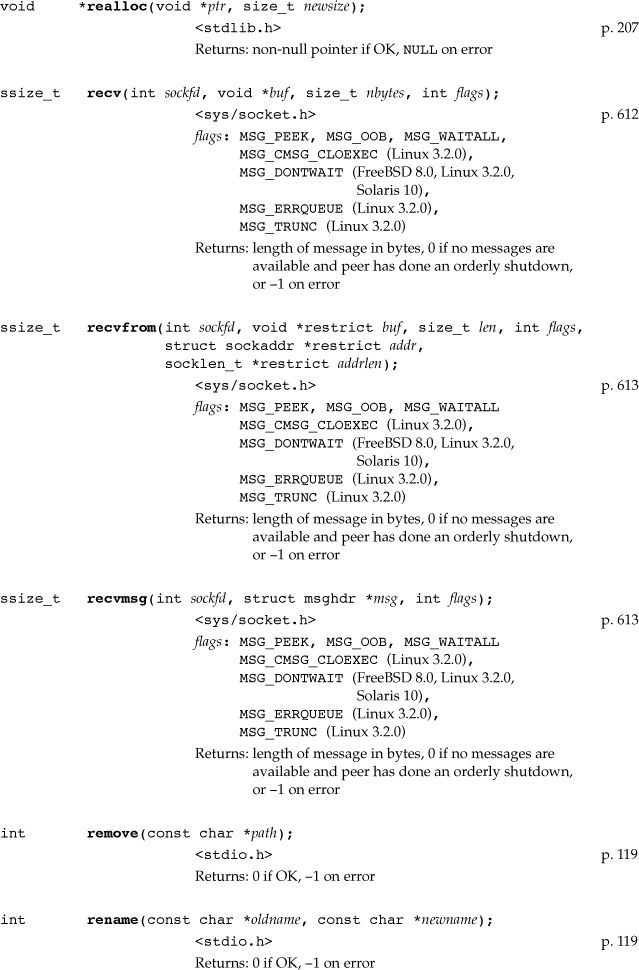 void *realloc(void *ptr, size_t newsize);
<stdlib.h> p. 207
Returns: non-null pointer if OK, NULL on error
ssize_t recv(int sockfd, void *buf, size_t nbytes, int flags);
<sys/socket.h> p. 612
flags: MSG_PEEK, MSG_OOB, MSG_WAITALL,
MSG_CMSG_CLOEXEC (Linux 3.2.0),
MSG_DONTWAIT (FreeBSD 8.0, Linux 3.2.0,
Solaris 10),
MSG_ERRQUEUE (Linux 3.2.0),
MSG_TRUNC (Linux 3.2.0)
Returns: length of message in bytes, 0 if no messages are
available and peer has done an orderly shutdown,
or –1 on error
ssize_t recvfrom(int sockfd, void *restrict buf, size_t len, int flags,
struct sockaddr *restrict addr,
socklen_t *restrict addrlen);
<sys/socket.h> p. 613
flags: MSG_PEEK, MSG_OOB, MSG_WAITALL
MSG_CMSG_CLOEXEC (Linux 3.2.0),
MSG_DONTWAIT (FreeBSD 8.0, Linux 3.2.0,
Solaris 10),
MSG_ERRQUEUE (Linux 3.2.0),
MSG_TRUNC (Linux 3.2.0)
Returns: length of message in bytes, 0 if no messages are
available and peer has done an orderly shutdown,
or –1 on error
ssize_t recvmsg(int sockfd, struct msghdr *msg, int flags);
<sys/socket.h> p. 613
flags: MSG_PEEK, MSG_OOB, MSG_WAITALL
MSG_CMSG_CLOEXEC (Linux 3.2.0),
MSG_DONTWAIT (FreeBSD 8.0, Linux 3.2.0,
Solaris 10),
MSG_ERRQUEUE (Linux 3.2.0),
MSG_TRUNC (Linux 3.2.0)
Returns: length of message in bytes, 0 if no messages are
available and peer has done an orderly shutdown,
or –1 on error
int remove(const char *path);
<stdio.h> p. 119
Returns: 0 if OK, –1 on error
int rename(const char *oldname, const char *newname);
<stdio.h> p. 119
Returns: 0 if OK, –1 on error